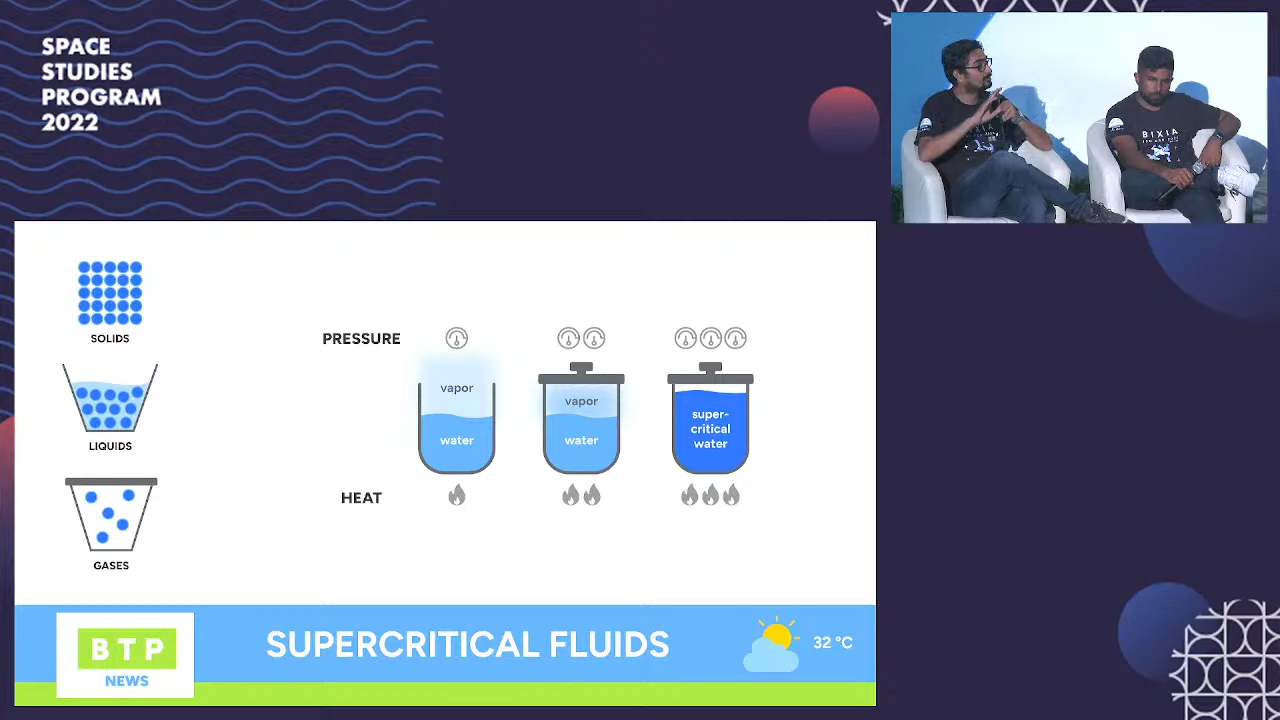 SPACE
STUDIES
PROGRAM
2022
BIXIA
SOLIDS
LIQUIDS
GASES
PRESSURE
vapor
water
vapor
water
super-
critical
water
HEAT
BTP
NEWS
SUPERCRITICAL FLUIDS
32 °C